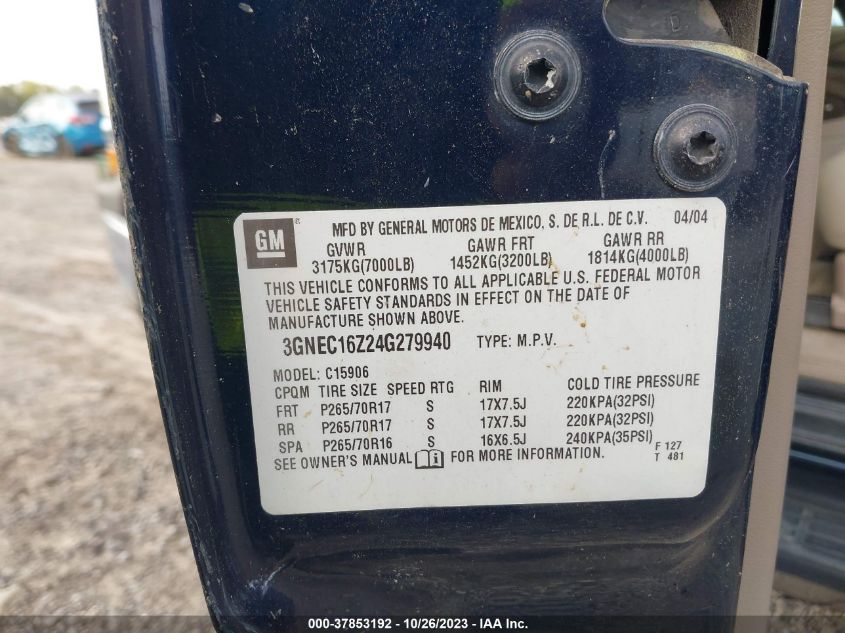 GM MFD BY GENERAL MOTORS DE MEXICO, S. DE R.L. DE C.V. 04/04
GVWR GAWR FRT GAWR RR
3175KG(7000LB) 1452KG(3200LB) 1814KG(4000LB)
THIS VEHICLE CONFORMS TO ALL APPLICABLE U.S. FEDERAL MOTOR
VEHICLE SAFETY STANDARDS IN EFFECT ON THE DATE OF
MANUFACTURE SHOWN ABOVE.
3GNEC16Z24G279940 TYPE: M.P.V.
MODEL: C15906
CPQM TIRE SIZE SPEED RTG RIM COLD TIRE PRESSURE
FRT P265/70R17 S 17X7.5J 220KPA(32PSI)
RR P265/70R17 S 17X7.5J 220KPA(32PSI)
SPA P265/70R16 S 16X6.5J 240KPA(35PSI)
SEE OWNER'S MANUAL FOR MORE INFORMATION.
F 127
T 481
000-37853192 - 10/26/2023 - IAA Inc.